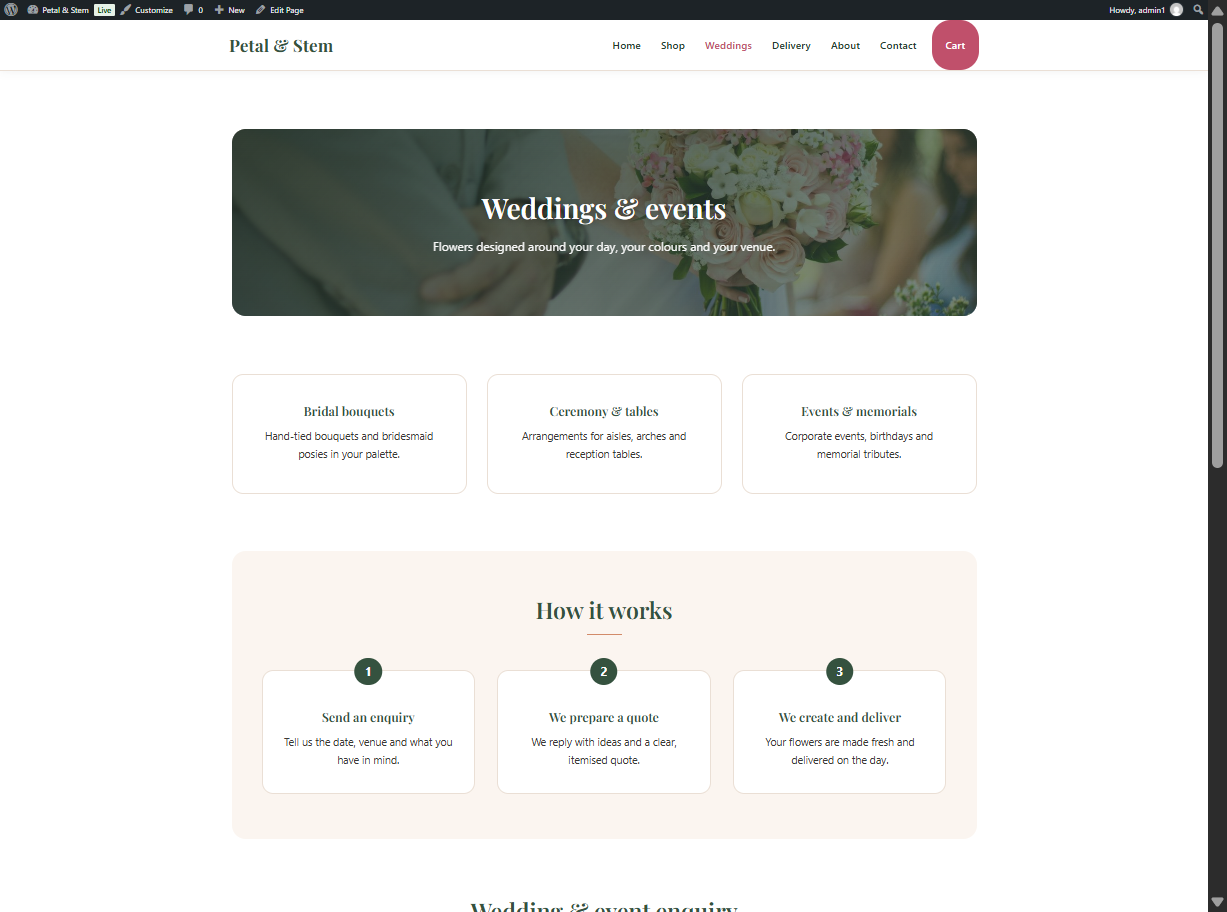 Petal & Stem Live Customize 0 New Edit Page Howdy, admin1
Petal & Stem Home Shop Weddings Delivery About Contact Cart
Weddings & events
Flowers designed around your day, your colours and your venue.
Bridal bouquets
Hand-tied bouquets and bridesmaid
posies in your palette.
Ceremony & tables
Arrangements for aisles, arches and
reception tables.
Events & memorials
Corporate events, birthdays and
memorial tributes.
How it works
1
Send an enquiry
Tell us the date, venue and what you
have in mind.
2
We prepare a quote
We reply with ideas and a clear,
itemised quote.
3
We create and deliver
Your flowers are made fresh and
delivered on the day.
Wedding & event enquiry